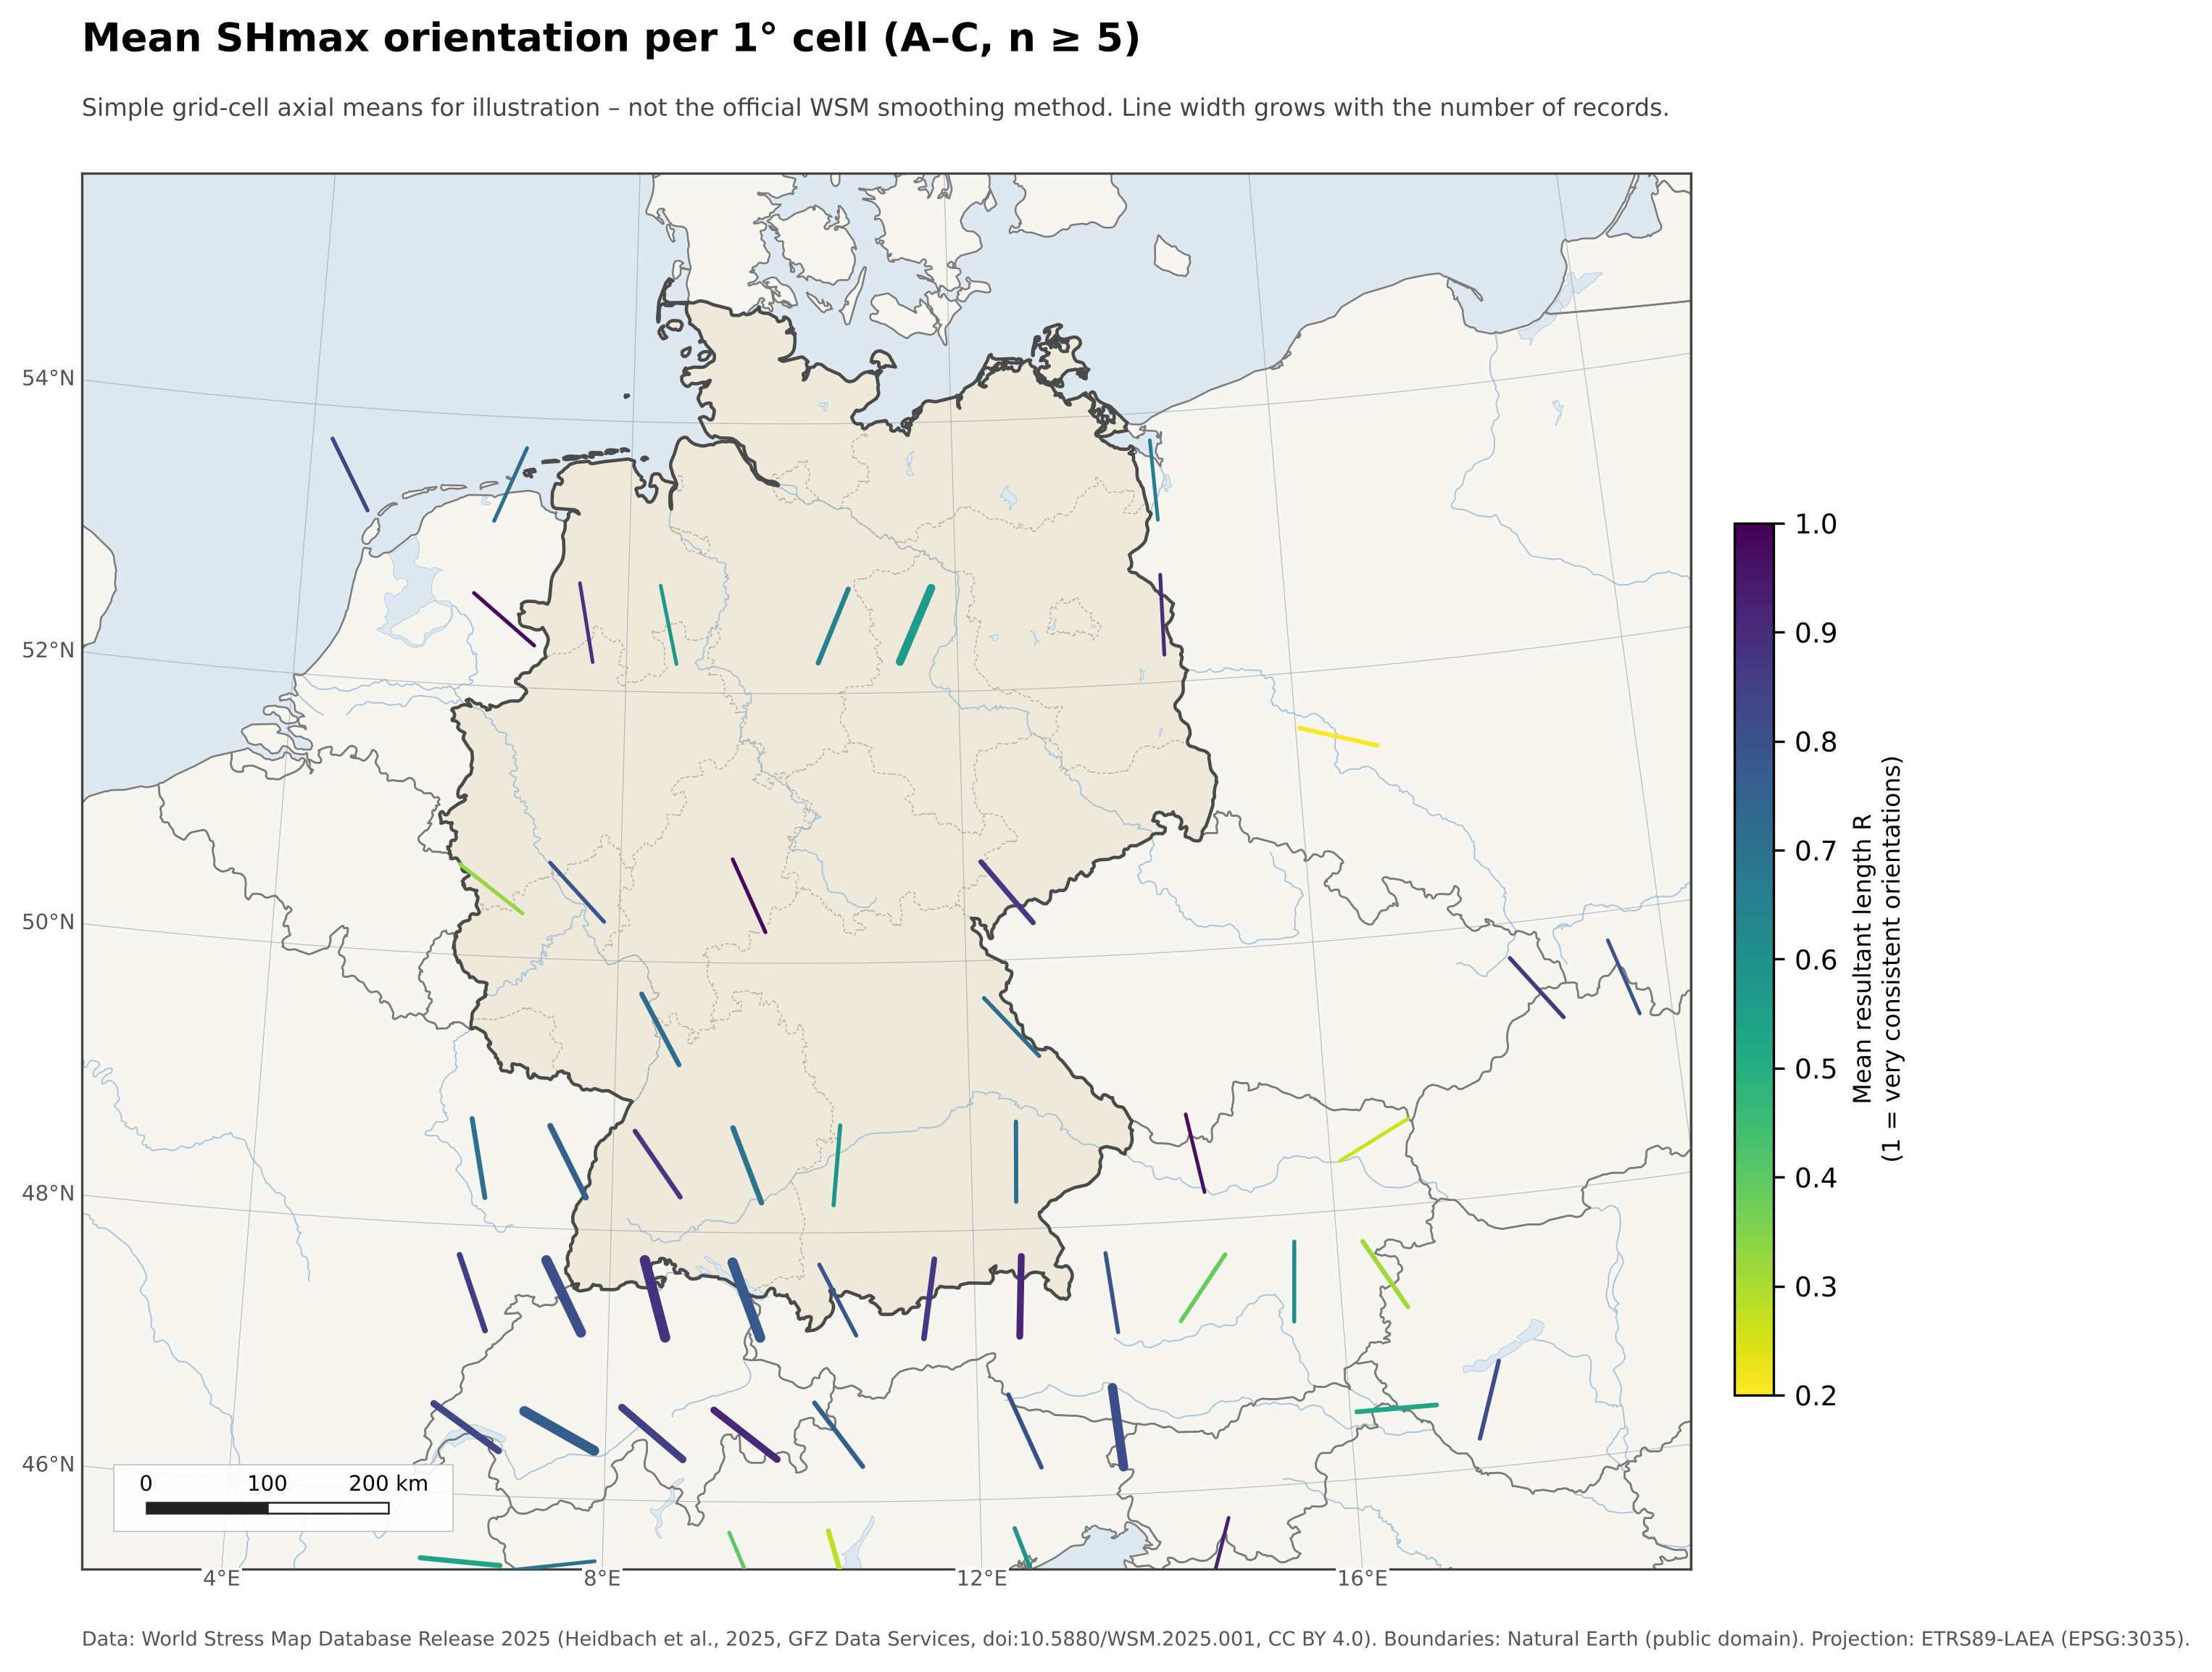 Mean SHmax orientation per 1° cell (A–C, n ≥ 5)
Simple grid-cell axial means for illustration – not the official WSM smoothing method. Line width grows with the number of records.
54°N
52°N
50°N
48°N
46°N
4°E
8°E
12°E
16°E
0 100 200 km
1.0
0.9
0.8
0.7
0.6
0.5
0.4
0.3
0.2
Mean resultant length R
(1 = very consistent orientations)
Data: World Stress Map Database Release 2025 (Heidbach et al., 2025, GFZ Data Services, doi:10.5880/WSM.2025.001, CC BY 4.0). Boundaries: Natural Earth (public domain). Projection: ETRS89-LAEA (EPSG:3035).